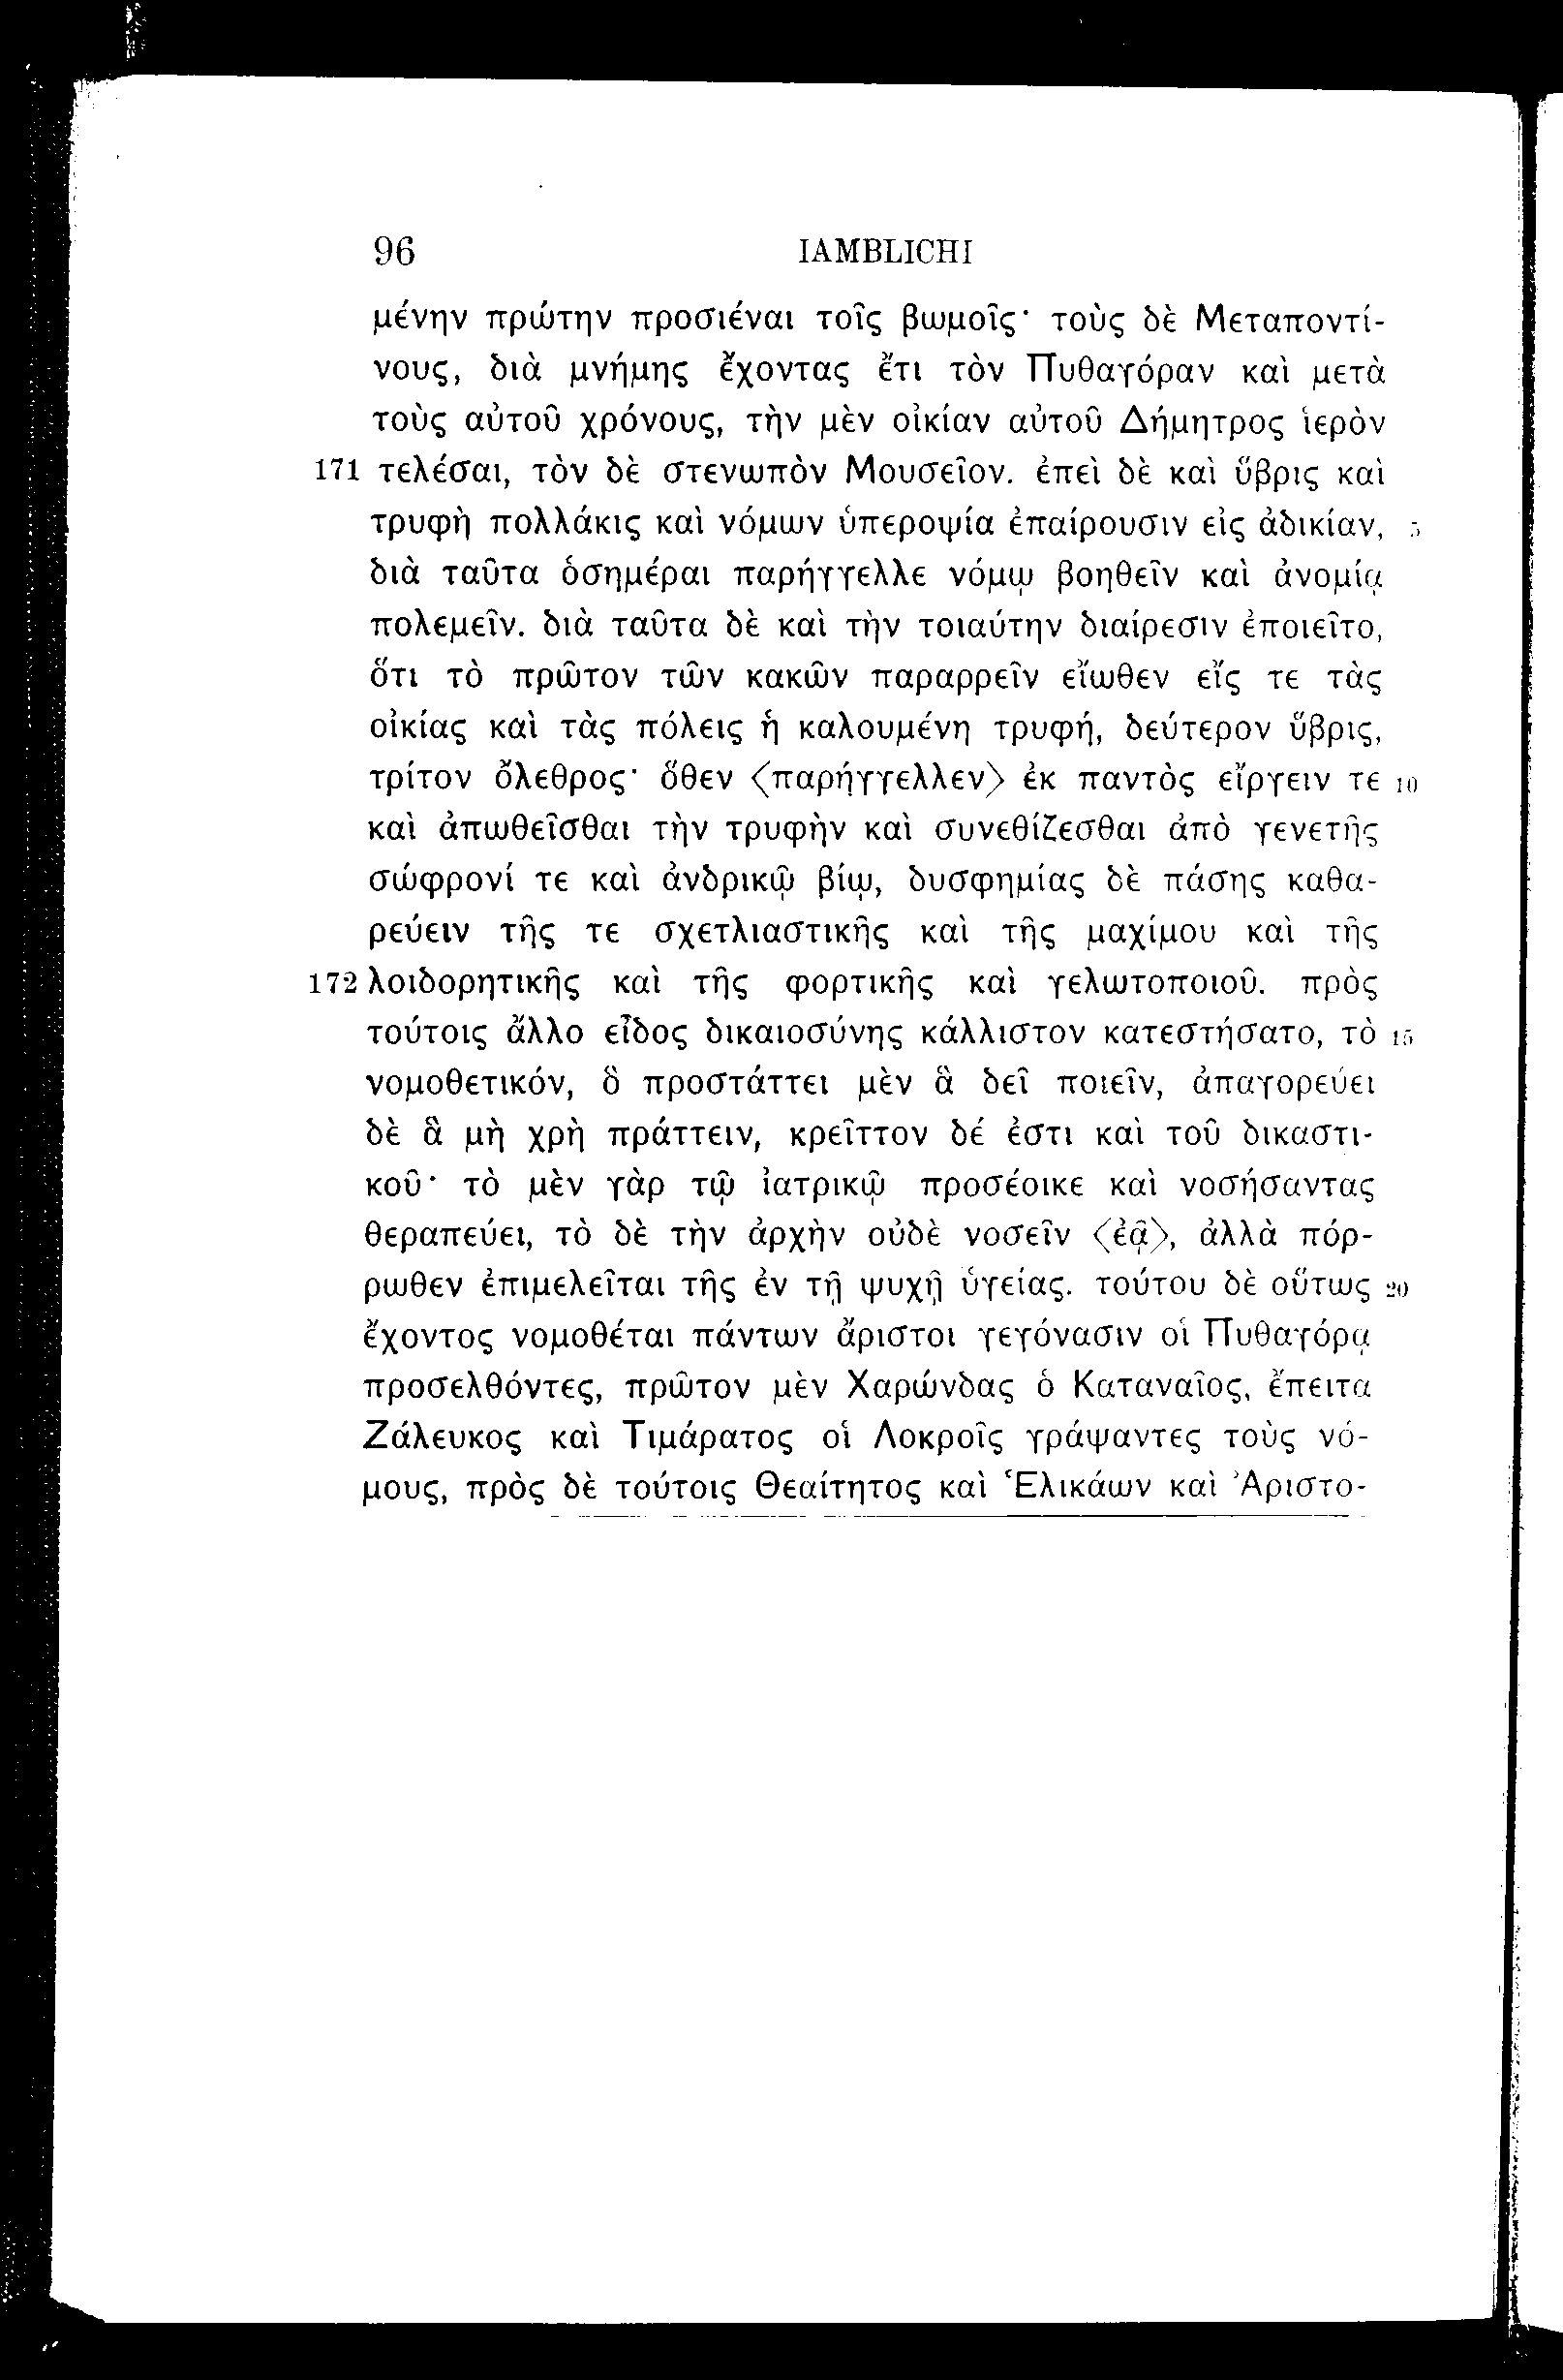 96 IAMBLICHI
μένην πρώτην προσιέναι τοῖς βωμοῖς· τοὺς δὲ Μεταποντί-
νους, διὰ μνήμης ἔχοντας ἔτι τὸν Πυθαγόραν καὶ μετὰ
τοὺς αὐτοῦ χρόνους, τὴν μὲν οἰκίαν αὐτοῦ Δήμητρος ἱερὸν
171 τελέσαι, τὸν δὲ στενωπὸν Μουσεῖον. ἐπεὶ δὲ καὶ ὕβρις καὶ
τρυφὴ πολλάκις καὶ νόμων ὑπεροψία ἐπαίρουσιν εἰς ἀδικίαν, 5
διὰ ταῦτα ὁσημέραι παρήγγελλε νόμῳ βοηθεῖν καὶ ἀνομίᾳ
πολεμεῖν. διὰ ταῦτα δὲ καὶ τὴν τοιαύτην διαίρεσιν ἐποιεῖτο,
ὅτι τὸ πρῶτον τῶν κακῶν παραρρεῖν εἴωθεν εἴς τε τὰς
οἰκίας καὶ τὰς πόλεις ἡ καλουμένη τρυφή, δεύτερον ὕβρις,
τρίτον ὄλεθρος· ὅθεν 〈παρήγγελλεν〉 ἐκ παντὸς εἴργειν τε 10
καὶ ἀπωθεῖσθαι τὴν τρυφὴν καὶ συνεθίζεσθαι ἀπὸ γενετῆς
σώφρονί τε καὶ ἀνδρικῷ βίῳ, δυσφημίας δὲ πάσης καθα-
ρεύειν τῆς τε σχετλιαστικῆς καὶ τῆς μαχίμου καὶ τῆς
172 λοιδορητικῆς καὶ τῆς φορτικῆς καὶ γελωτοποιοῦ. πρὸς
τούτοις ἄλλο εἶδος δικαιοσύνης κάλλιστον κατεστήσατο, τὸ 15
νομοθετικόν, ὃ προστάττει μὲν ἃ δεῖ ποιεῖν, ἀπαγορεύει
δὲ ἃ μὴ χρὴ πράττειν, κρεῖττον δέ ἐστι καὶ τοῦ δικαστι-
κοῦ· τὸ μὲν γὰρ τῷ ἰατρικῷ προσέοικε καὶ νοσήσαντας
θεραπεύει, τὸ δὲ τὴν ἀρχὴν οὐδὲ νοσεῖν 〈ἐᾷ〉, ἀλλὰ πόρ-
ρωθεν ἐπιμελεῖται τῆς ἐν τῇ ψυχῇ ὑγείας. τούτου δὲ οὕτως 20
ἔχοντος νομοθέται πάντων ἄριστοι γεγόνασιν οἱ Πυθαγόρᾳ
προσελθόντες, πρῶτον μὲν Χαρώνδας ὁ Καταναῖος, ἔπειτα
Ζάλευκος καὶ Τιμάρατος οἱ Λοκροῖς γράψαντες τοὺς νό-
μους, πρὸς δὲ τούτοις Θεαίτητος καὶ Ἑλικάων καὶ Ἀριστο-